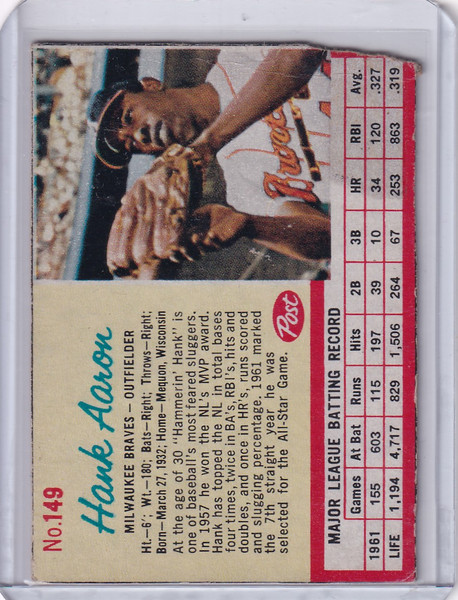 No.149
Hank Aaron
MILWAUKEE BRAVES – OUTFIELDER
Ht.–6'; Wt.–180; Bats–Right; Throws–Right;
Born–March 27, 1932; Home–Mequon, Wisconsin
At the age of 30 "Hammerin' Hank" is
one of baseball's most feared sluggers.
In 1957 he won the NL's MVP award.
Hank has topped the NL in total bases
four times, twice in BA's, RBI's, hits and
doubles, and once in HR's, runs scored
and slugging percentage. 1961 marked
the 7th straight year he was
selected for the All-Star Game.
Post
MAJOR LEAGUE BATTING RECORD
Games At Bat Runs Hits 2B 3B HR RBI Avg.
1961 155 603 115 197 39 10 34 120 .327
LIFE 1,194 4,717 829 1,506 264 67 253 863 .319